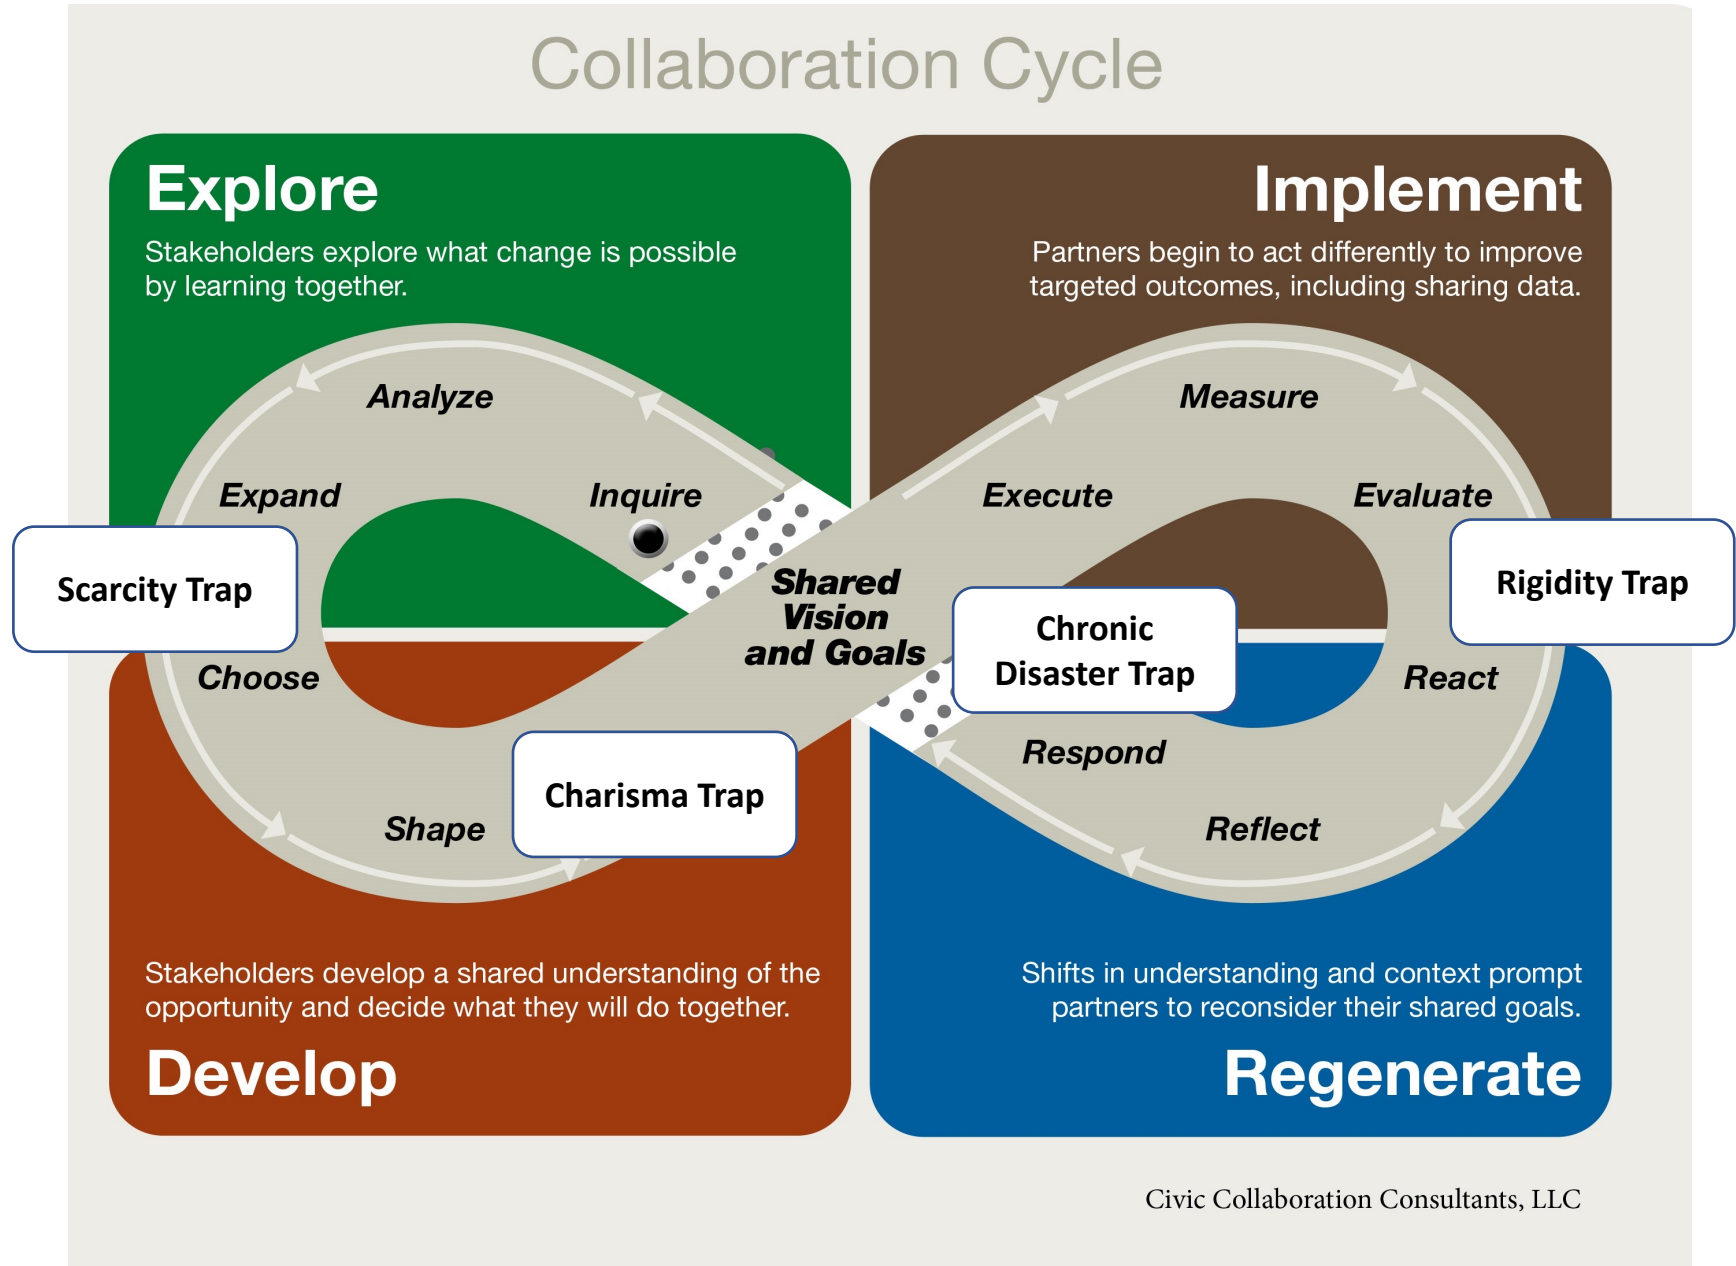 Collaboration Cycle
Explore
Stakeholders explore what change is possible
by learning together.
Implement
Partners begin to act differently to improve
targeted outcomes, including sharing data.
Analyze
Measure
Expand
Inquire
Execute
Evaluate
Scarcity Trap
Shared
Vision
and Goals
Chronic
Disaster Trap
Rigidity Trap
Choose
React
Charisma Trap
Respond
Shape
Reflect
Stakeholders develop a shared understanding of the
opportunity and decide what they will do together.
Develop
Shifts in understanding and context prompt
partners to reconsider their shared goals.
Regenerate
Civic Collaboration Consultants, LLC